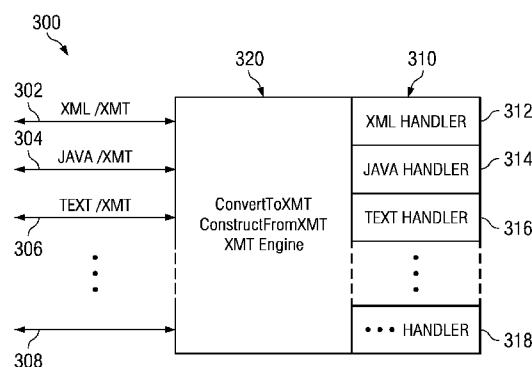 300
320
310
302
XML /XMT
XML HANDLER
312
304
JAVA /XMT
JAVA HANDLER
314
TEXT /XMT
ConvertToXMT
ConstructFromXMT
XMT Engine
TEXT HANDLER
316
306
••• HANDLER
308
318